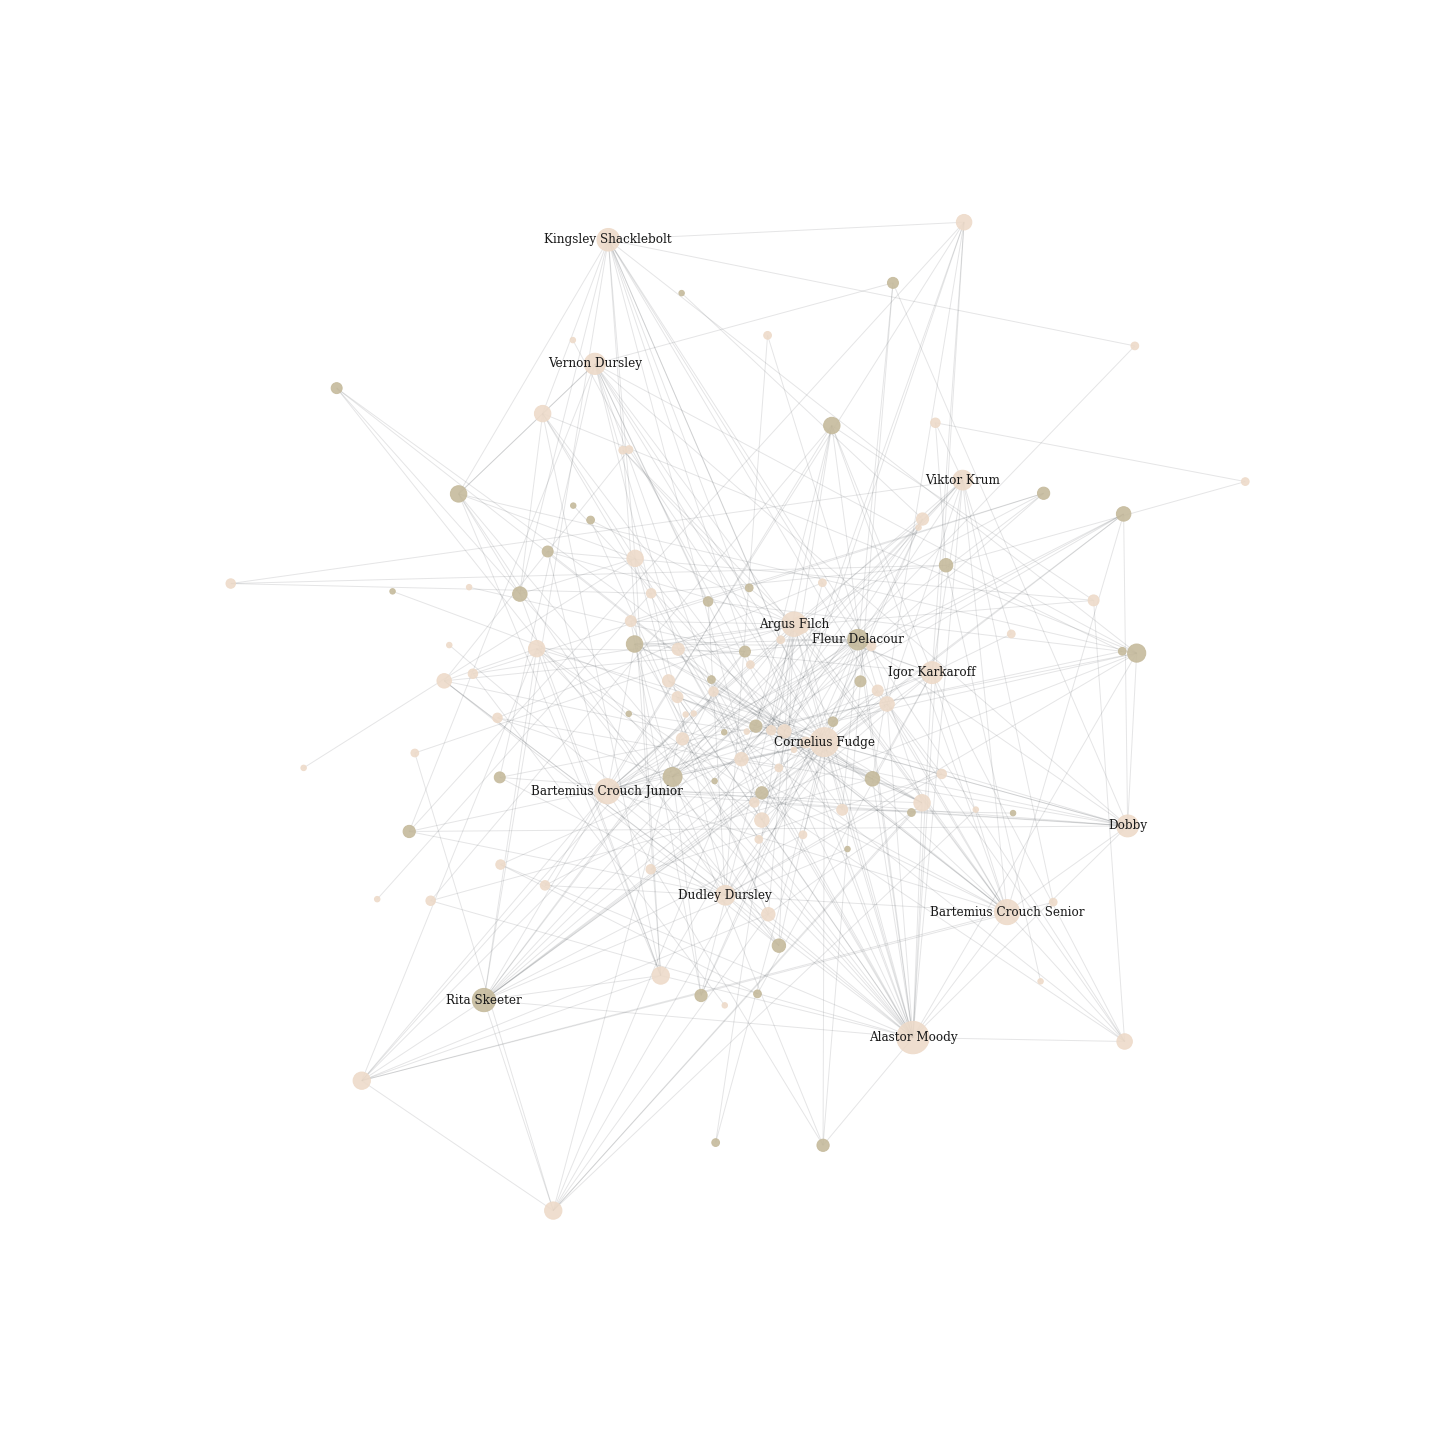 Kingsley Shacklebolt
Vernon Dursley
Viktor Krum
Argus Filch
Fleur Delacour
Igor Karkaroff
Cornelius Fudge
Bartemius Crouch Junior
Dobby
Dudley Dursley
Bartemius Crouch Senior
Rita Skeeter
Alastor Moody